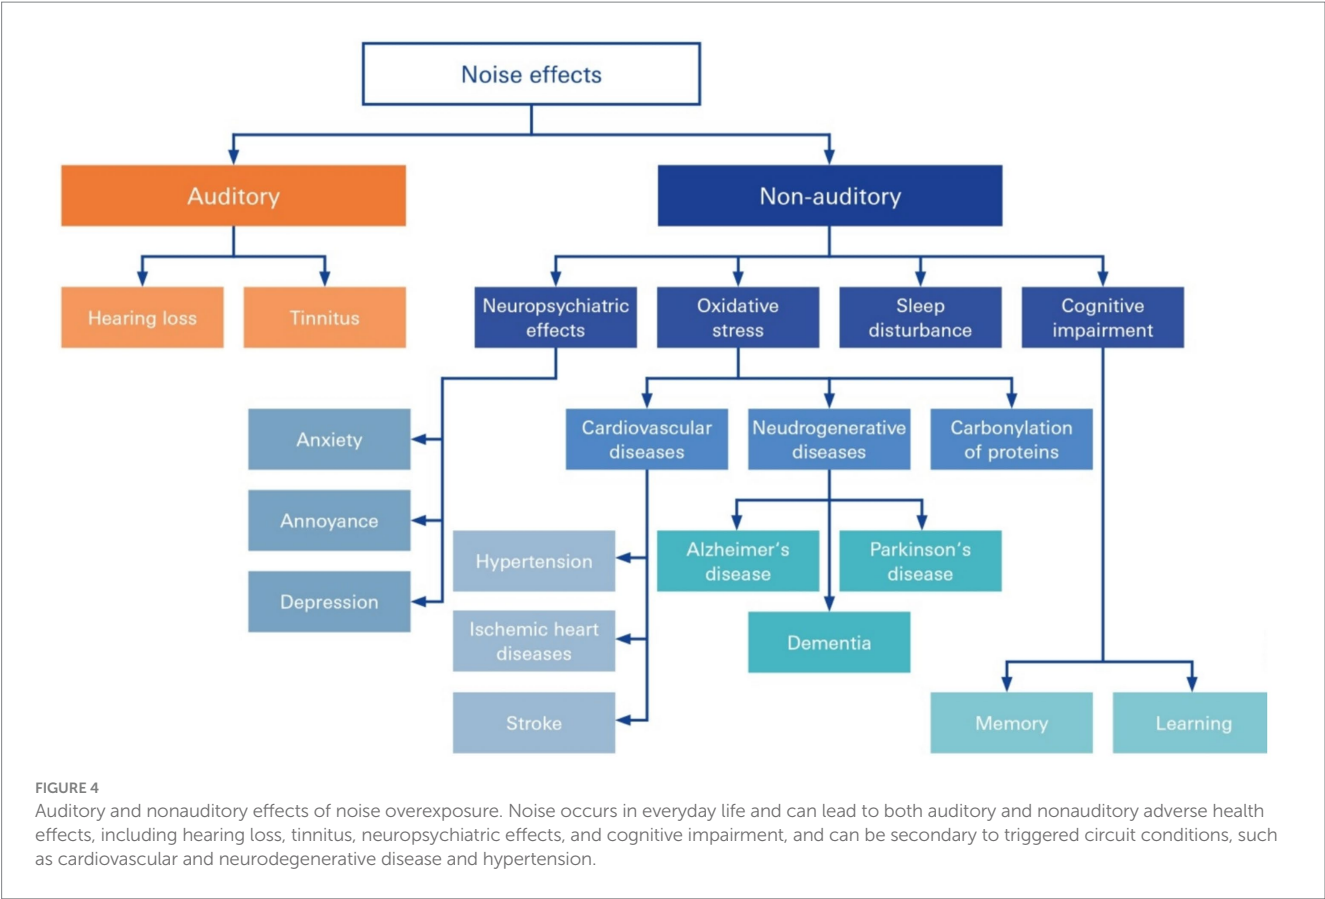 Noise effects
Auditory
Non-auditory
Hearing loss
Tinnitus
Neuropsychiatric
effects
Oxidative
stress
Sleep
disturbance
Cognitive
impairment
Anxiety
Cardiovascular
diseases
Neudrogenerative
diseases
Carbonylation
of proteins
Annoyance
Hypertension
Alzheimer's
disease
Parkinson's
disease
Depression
Ischemic heart
diseases
Dementia
Stroke
Memory
Learning
FIGURE 4
Auditory and nonauditory effects of noise overexposure. Noise occurs in everyday life and can lead to both auditory and nonauditory adverse health
effects, including hearing loss, tinnitus, neuropsychiatric effects, and cognitive impairment, and can be secondary to triggered circuit conditions, such
as cardiovascular and neurodegenerative disease and hypertension.